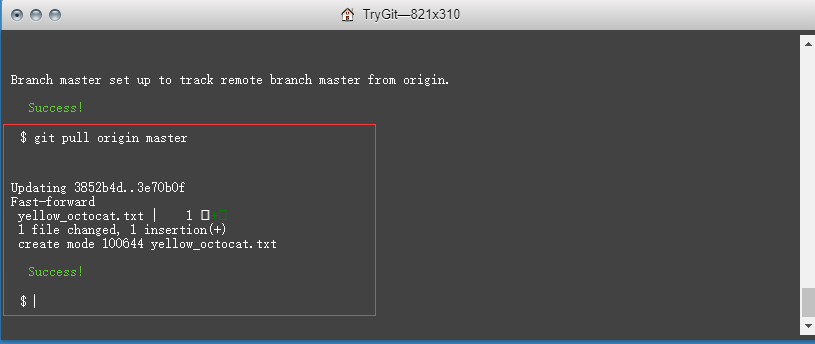 TryGit—821x310
Branch master set up to track remote branch master from origin.
Success!
$ git pull origin master
Updating 3852b4d..3e70b0f
Fast-forward
yellow_octocat.txt | 1
1 file changed, 1 insertion(+)
create mode 100644 yellow_octocat.txt
Success!
$